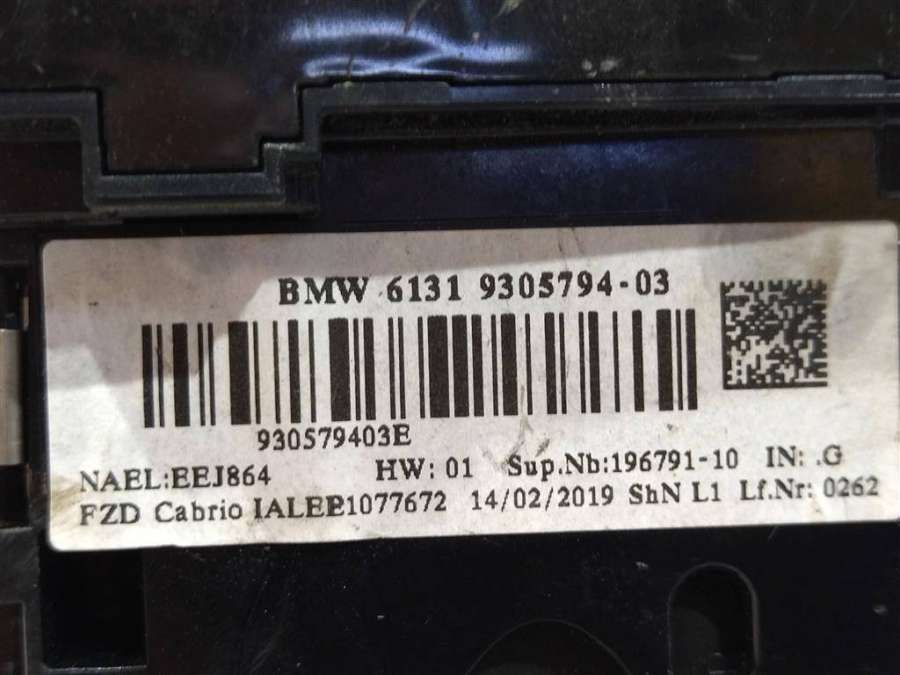 BMW 6131 9305794-03
930579403E
NAEL:EEJ864 HW: 01 Sup.Nb:196791-10 IN: .G
FZD Cabrio 14/02/2019 ShN L1 Lf.Nr: 0262